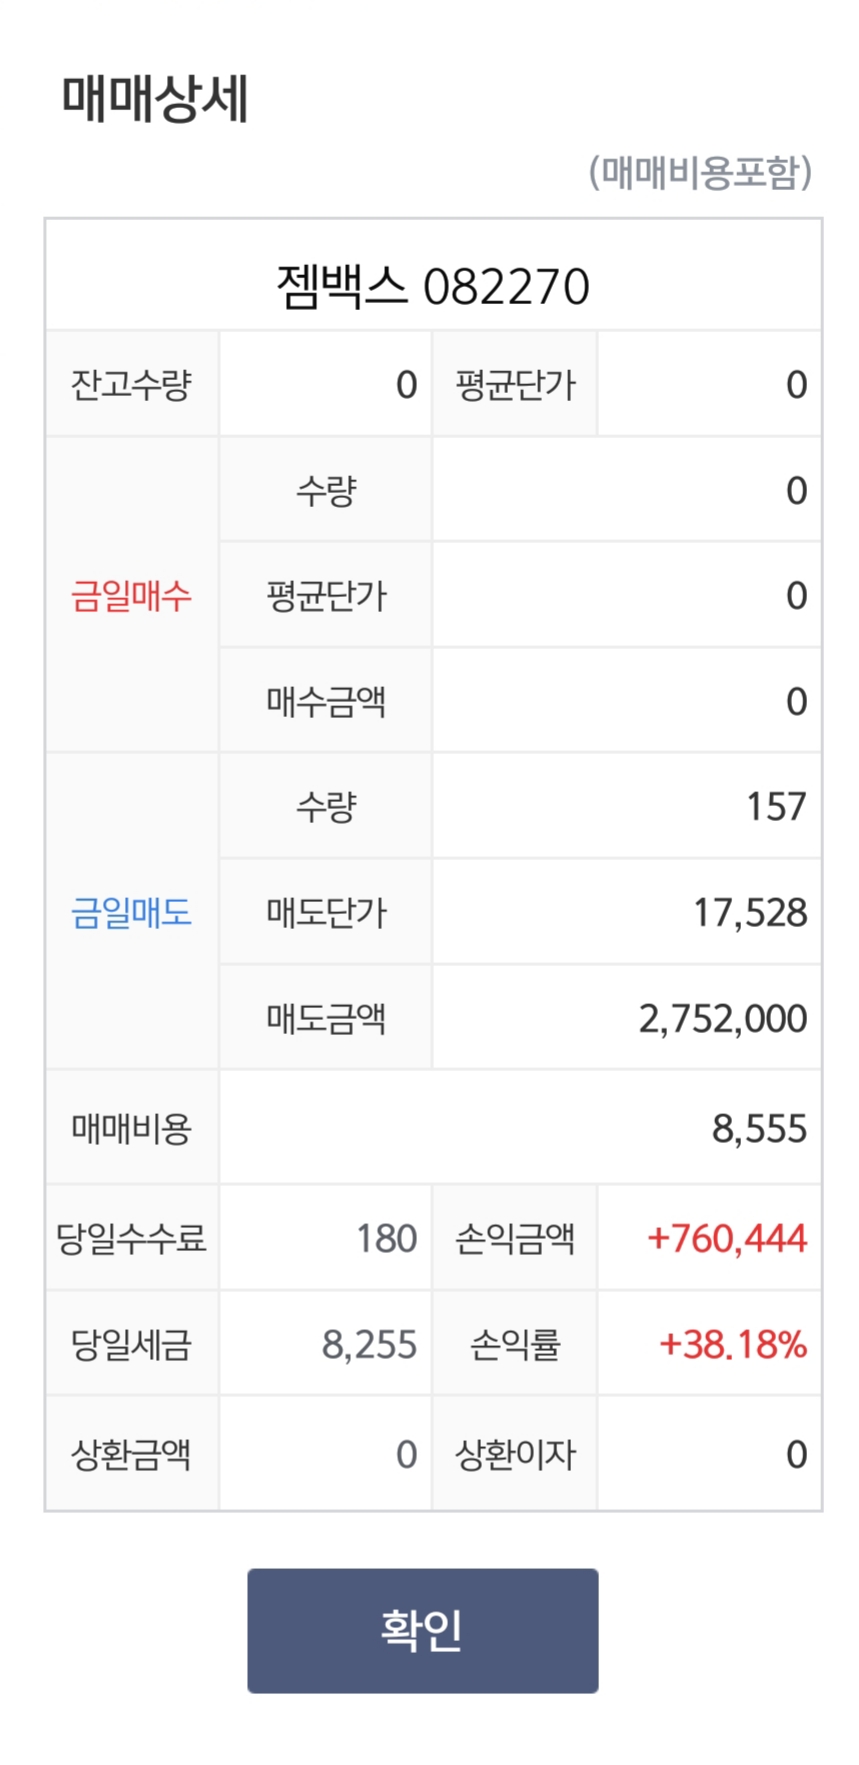 매매상세
(매매비용포함)
젬백스 082270
잔고수량 0 평균단가 0
금일매수
수량 0
평균단가 0
매수금액 0
금일매도
수량 157
매도단가 17,528
매도금액 2,752,000
매매비용 8,555
당일수수료 180 손익금액 +760,444
당일세금 8,255 손익률 +38.18%
상환금액 0 상환이자 0
확인